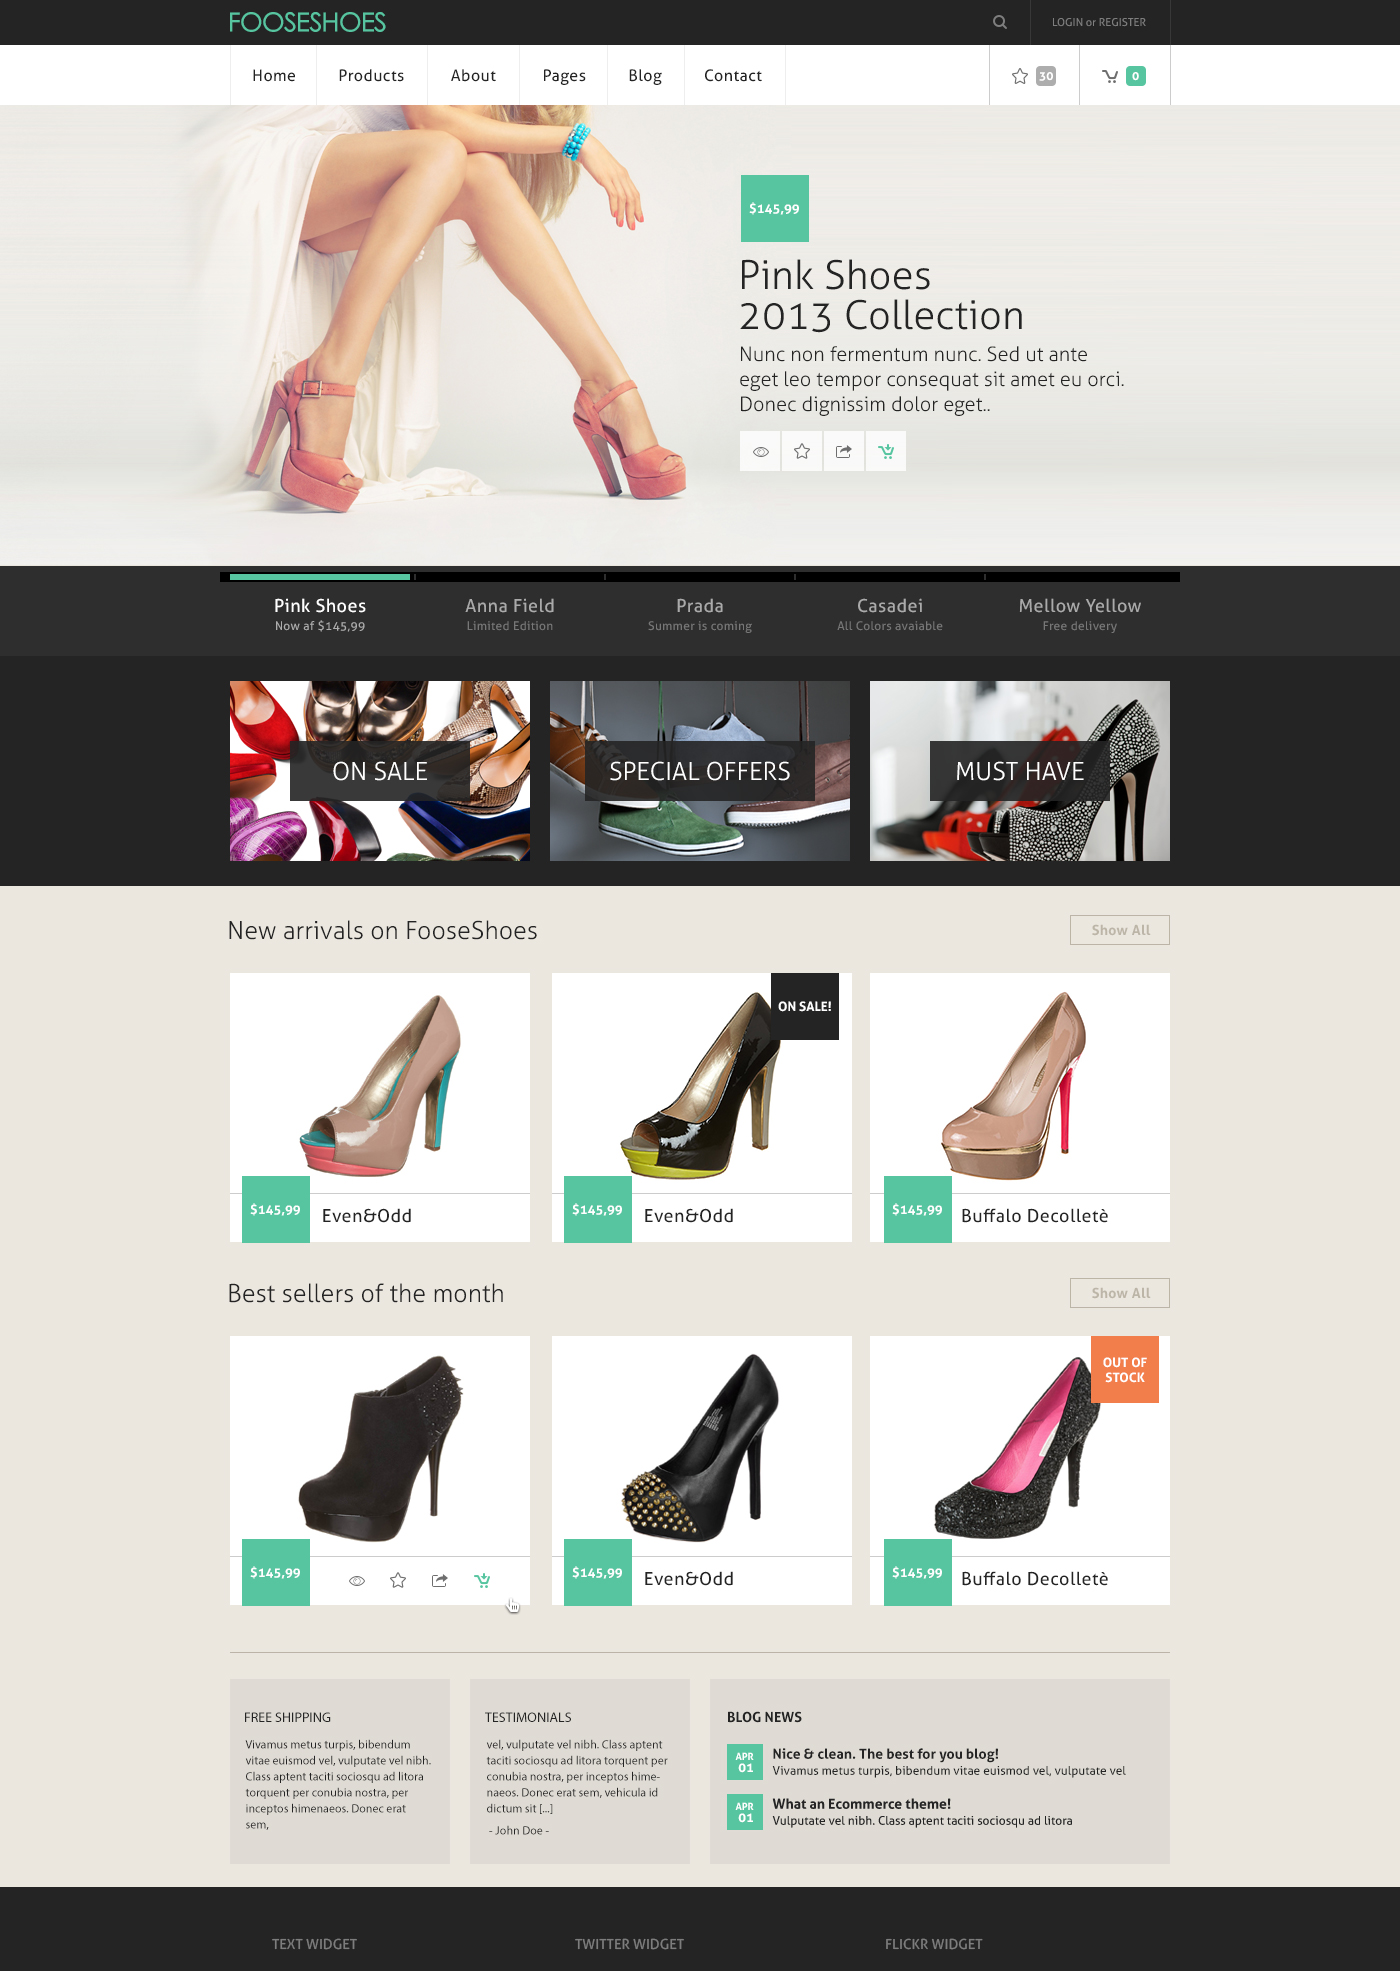 FOOSESHOES
LOGIN or REGISTER
Home
Products
About
Pages
Blog
Contact
30
0
$145,99
Pink Shoes
2013 Collection
Nunc non fermentum nunc. Sed ut ante
eget leo tempor consequat sit amet eu orci.
Donec dignissim dolor eget..
Pink Shoes
Now af $145,99
Anna Field
Limited Edition
Prada
Summer is coming
Casadei
All Colors avaiable
Mellow Yellow
Free delivery
ON SALE
SPECIAL OFFERS
MUST HAVE
New arrivals on FooseShoes
Show All
ON SALE!
$145,99
Even&Odd
$145,99
Even&Odd
$145,99
Buffalo Decolletè
Best sellers of the month
Show All
OUT OF
STOCK
$145,99
$145,99
Even&Odd
$145,99
Buffalo Decolletè
FREE SHIPPING
Vivamus metus turpis, bibendum
vitae euismod vel, vulputate vel nibh.
Class aptent taciti sociosqu ad litora
torquent per conubia nostra, per
inceptos himenaeos. Donec erat
sem,
TESTIMONIALS
vel, vulputate vel nibh. Class aptent
taciti sociosqu ad litora torquent per
conubia nostra, per inceptos hime-
naeos. Donec erat sem, vehicula id
dictum sit [...]
- John Doe -
BLOG NEWS
APR
01
Nice & clean. The best for you blog!
Vivamus metus turpis, bibendum vitae euismod vel, vulputate vel
APR
01
What an Ecommerce theme!
Vulputate vel nibh. Class aptent taciti sociosqu ad litora
TEXT WIDGET
TWITTER WIDGET
FLICKR WIDGET